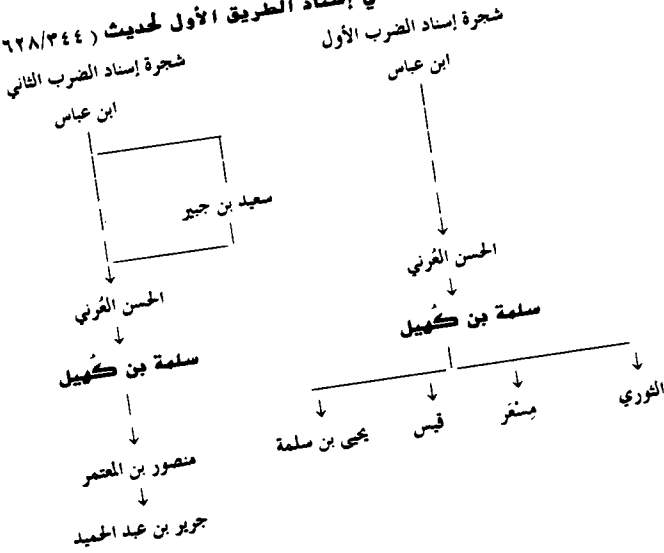 إسناد الطريق الأول لحديث ( ٦٢٨/٣٤٤
شجرة إسناد الضرب الأول
ابن عباس
الحسن العُرني
سلمة بن كُهيل
الثوري
مِسْعَر
قيس
يحيى بن سلمة
شجرة إسناد الضرب الثاني
ابن عباس
سعيد بن جبير
الحسن العُرني
سلمة بن كُهيل
منصور بن المعتمر
جرير بن عبد الحميد